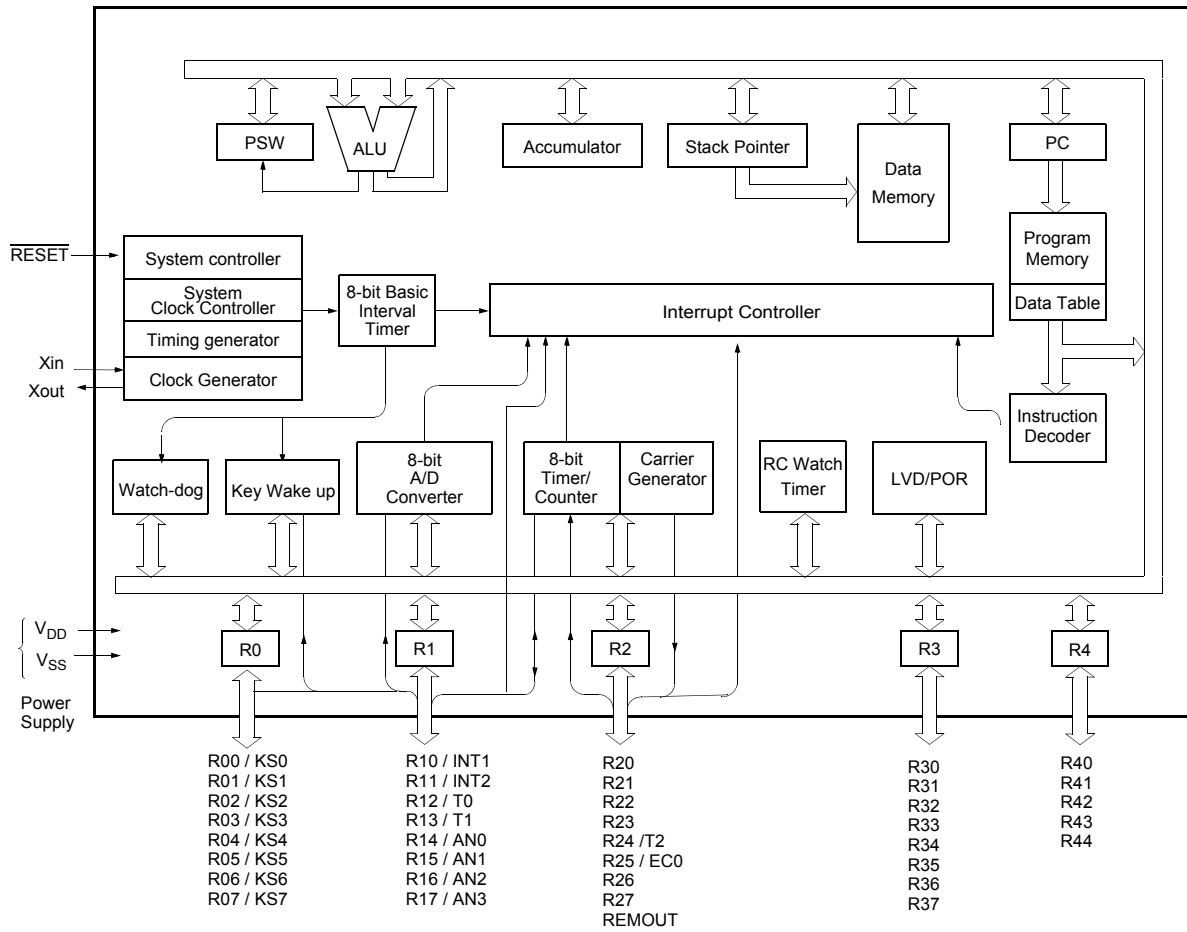 PSW
ALU
Accumulator
Stack Pointer
Data
Memory
PC
Program
Memory
Data Table
RESET
System controller
System
Clock Controller
Timing generator
Clock Generator
Xin
Xout
8-bit Basic
Interval
Timer
Interrupt Controller
Instruction
Decoder
Watch-dog
Key Wake up
8-bit
A/D
Converter
8-bit
Timer/
Counter
Carrier
Generator
RC Watch
Timer
LVD/POR
VDD
VSS
Power
Supply
R0
R1
R2
R3
R4
R00 / KS0
R01 / KS1
R02 / KS2
R03 / KS3
R04 / KS4
R05 / KS5
R06 / KS6
R07 / KS7
R10 / INT1
R11 / INT2
R12 / T0
R13 / T1
R14 / AN0
R15 / AN1
R16 / AN2
R17 / AN3
R20
R21
R22
R23
R24 /T2
R25 / EC0
R26
R27
REMOUT
R30
R31
R32
R33
R34
R35
R36
R37
R40
R41
R42
R43
R44